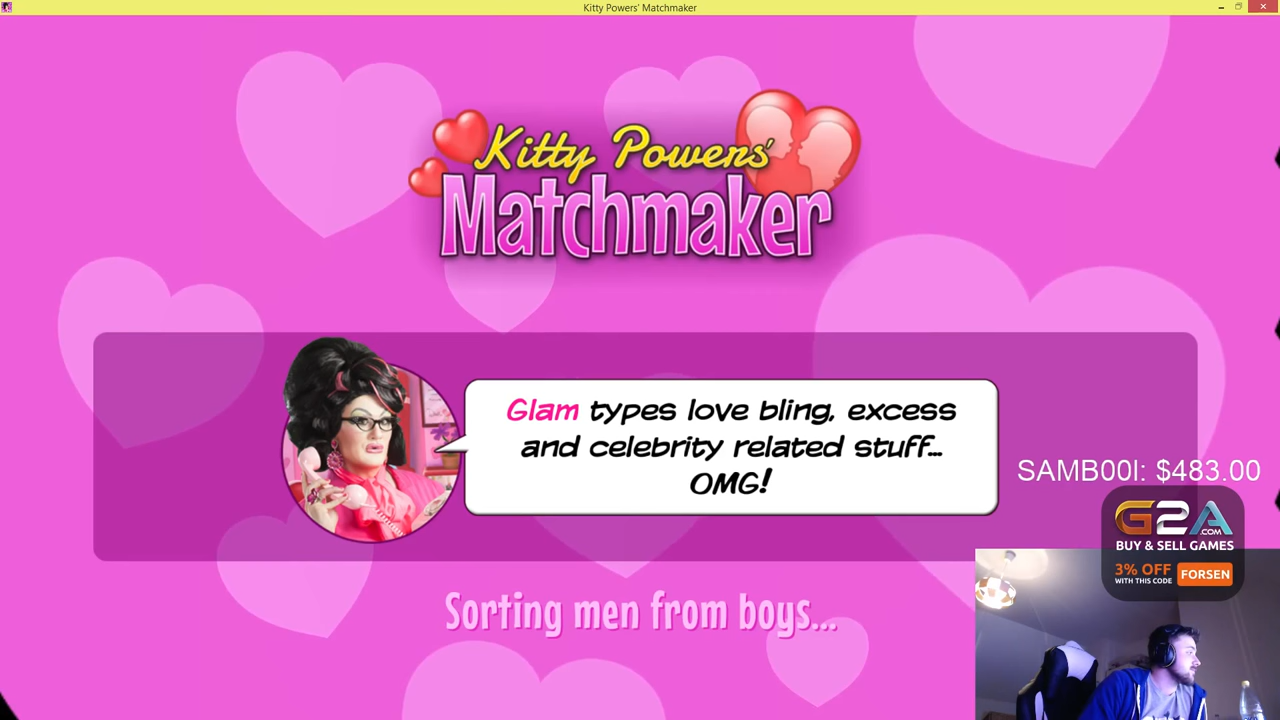 Kitty Powers' Matchmaker
Kitty Powers'
Matchmaker
Glam types love bling, excess
and celebrity related stuff...
OMG!
SAMB00I: $483.00
G2A
.COM
BUY & SELL GAMES
3% OFF
WITH THIS CODE
FORSEN
Sorting men from boys...